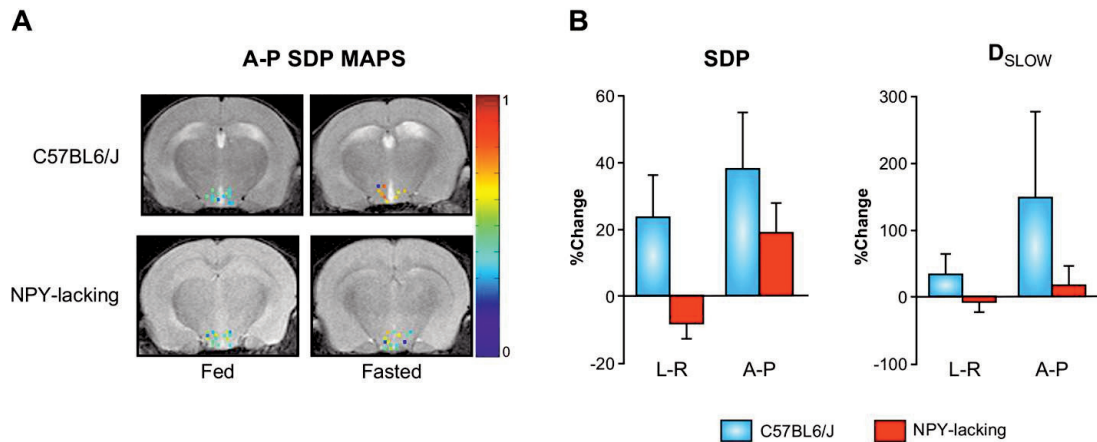 A
A-P SDP MAPS
C57BL6/J
NPY-lacking
Fed
Fasted
1
0
B
SDP
%Change
60
40
20
0
-20
L-R
A-P
D SLOW
%Change
300
200
100
0
-100
L-R
A-P
C57BL6/J
NPY-lacking